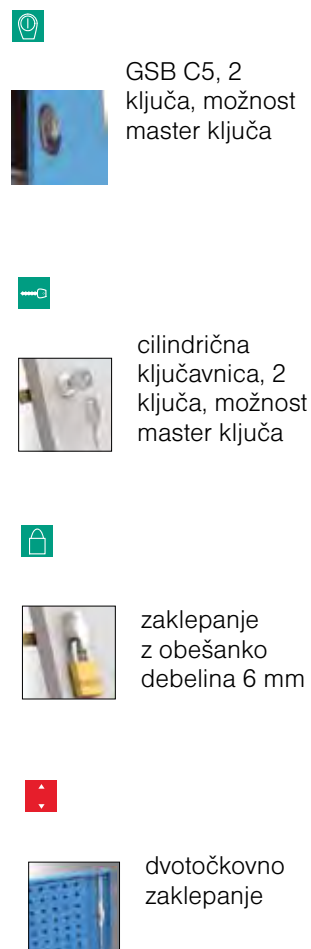 GSB C5, 2
ključa, možnost
master ključa
cilindrična
ključavnica, 2
ključa, možnost
master ključa
zaklepanje
z obešanko
debelina 6 mm
dvotočkovno
zaklepanje